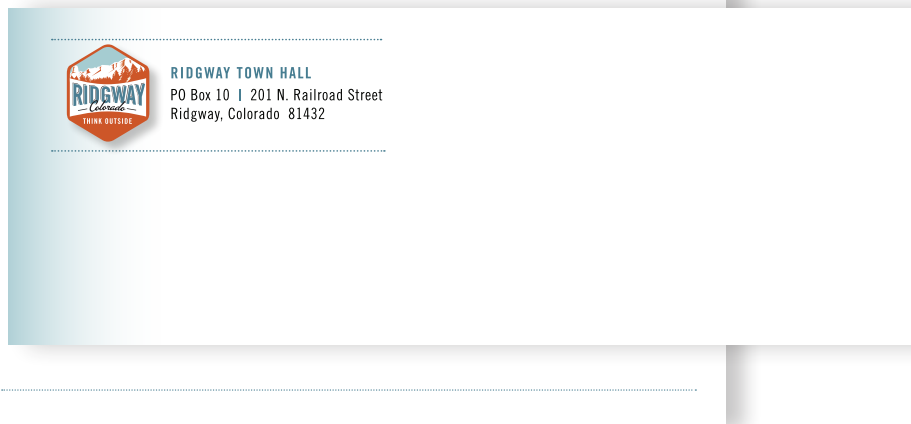 RIDGWAY
Colorado
THINK OUTSIDE
RIDGWAY TOWN HALL
PO Box 10 | 201 N. Railroad Street
Ridgway, Colorado 81432